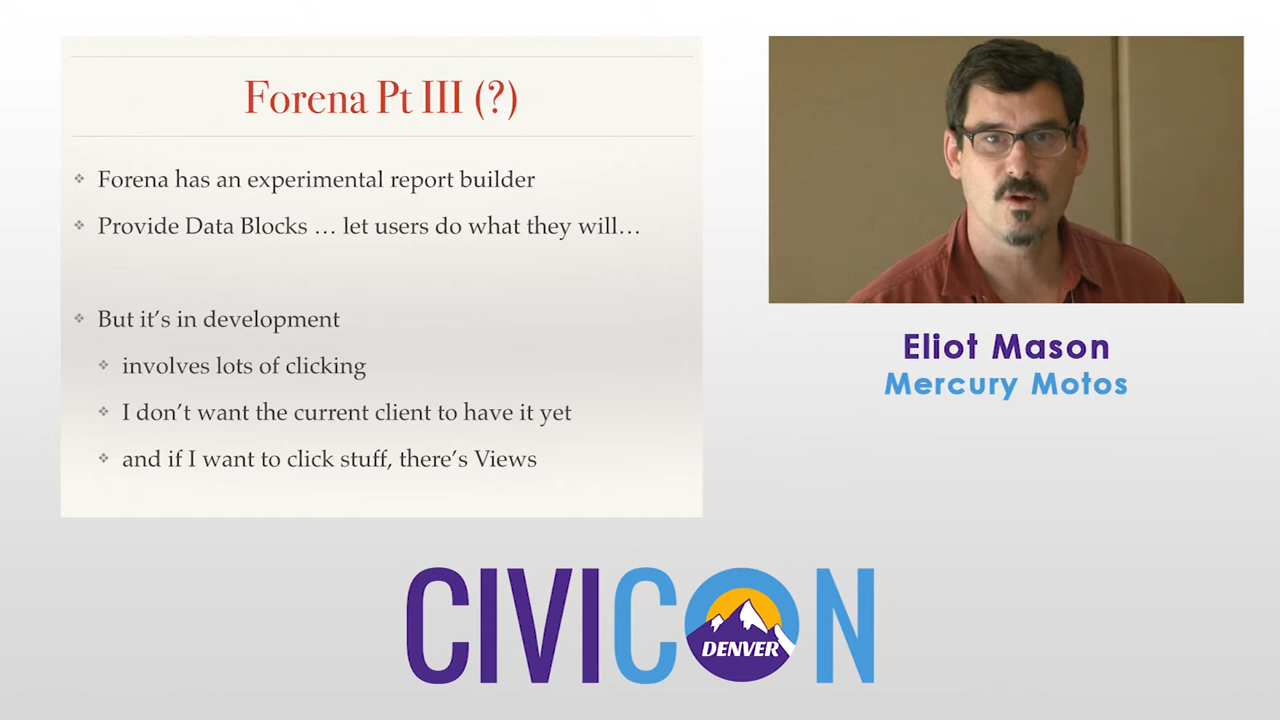 Forena Pt III (?)
Forena has an experimental report builder
Provide Data Blocks … let users do what they will…
But it’s in development
involves lots of clicking
I don’t want the current client to have it yet
and if I want to click stuff, there’s Views
Eliot Mason
Mercury Motos
CIVICON
DENVER